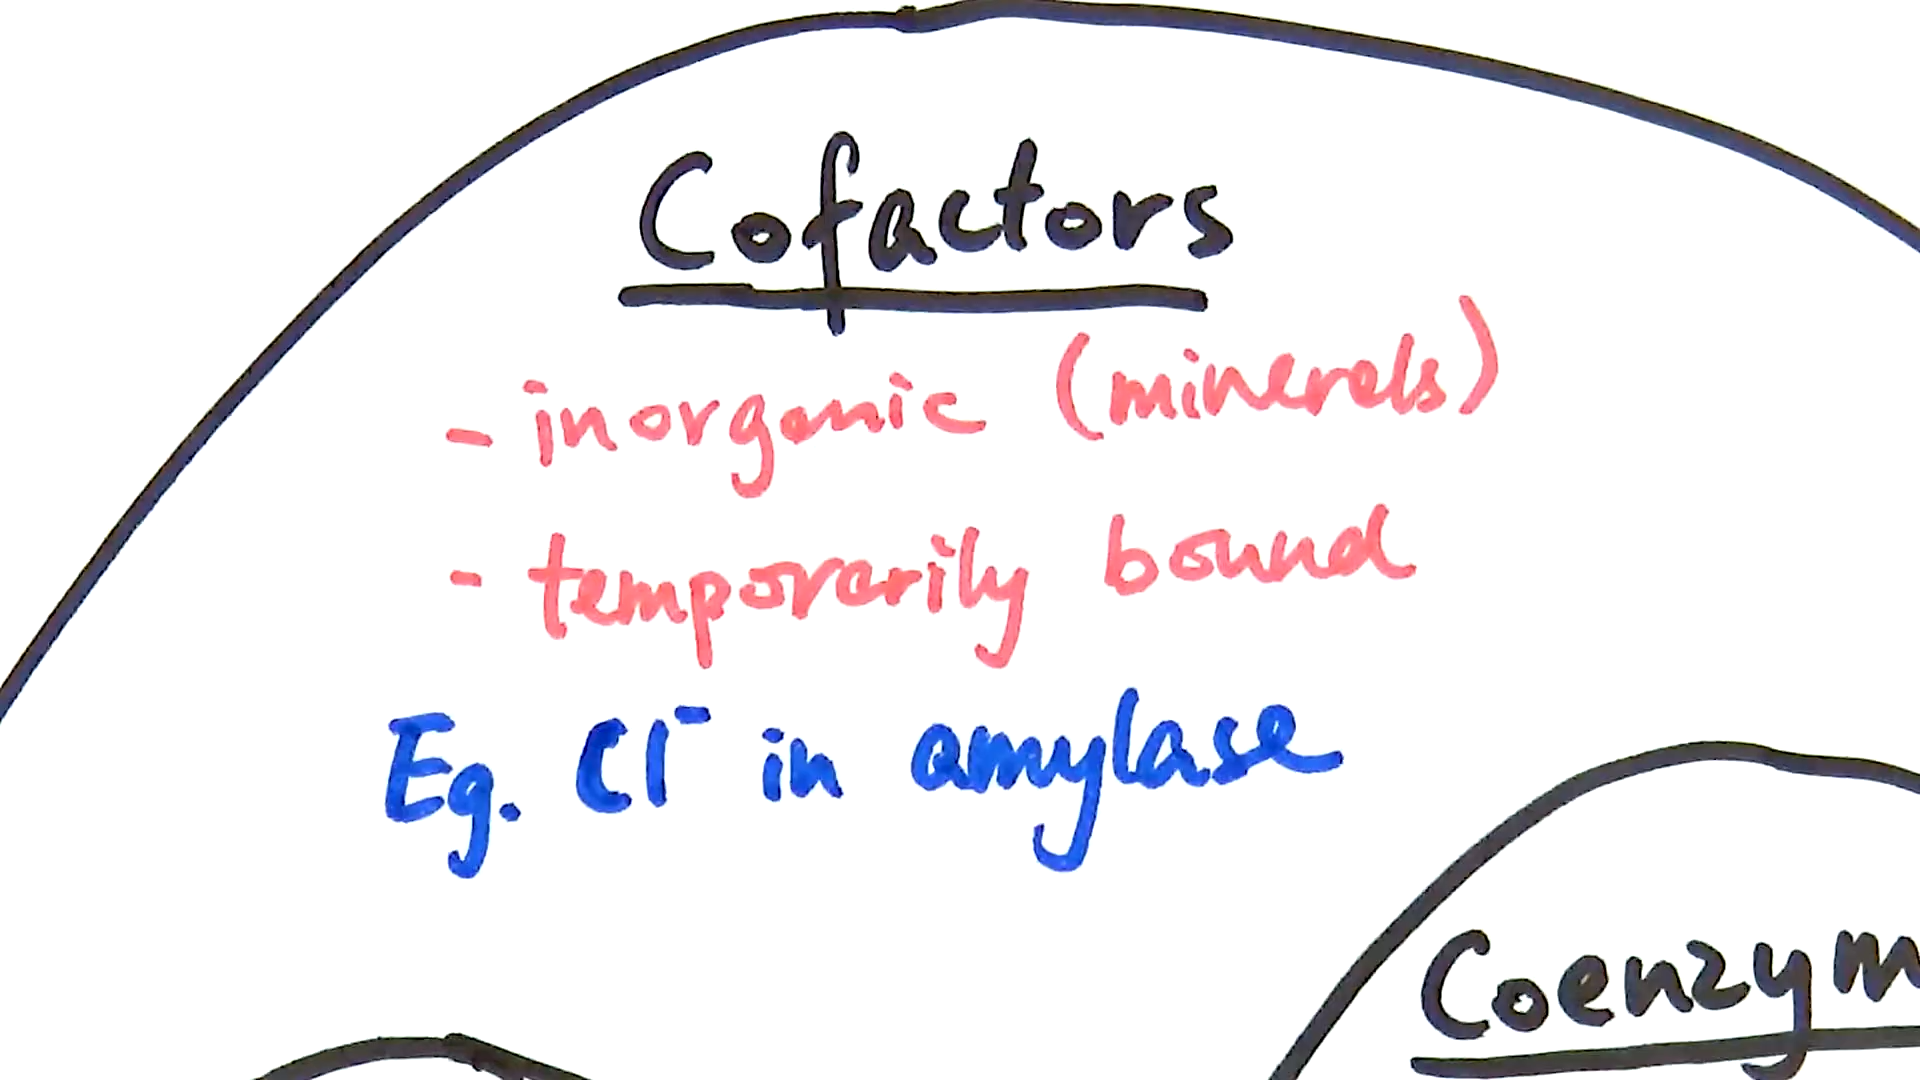 Cofactors
- inorganic (minerals)
- temporarily bound
Eg. Cl⁻ in amylase
Coenzym